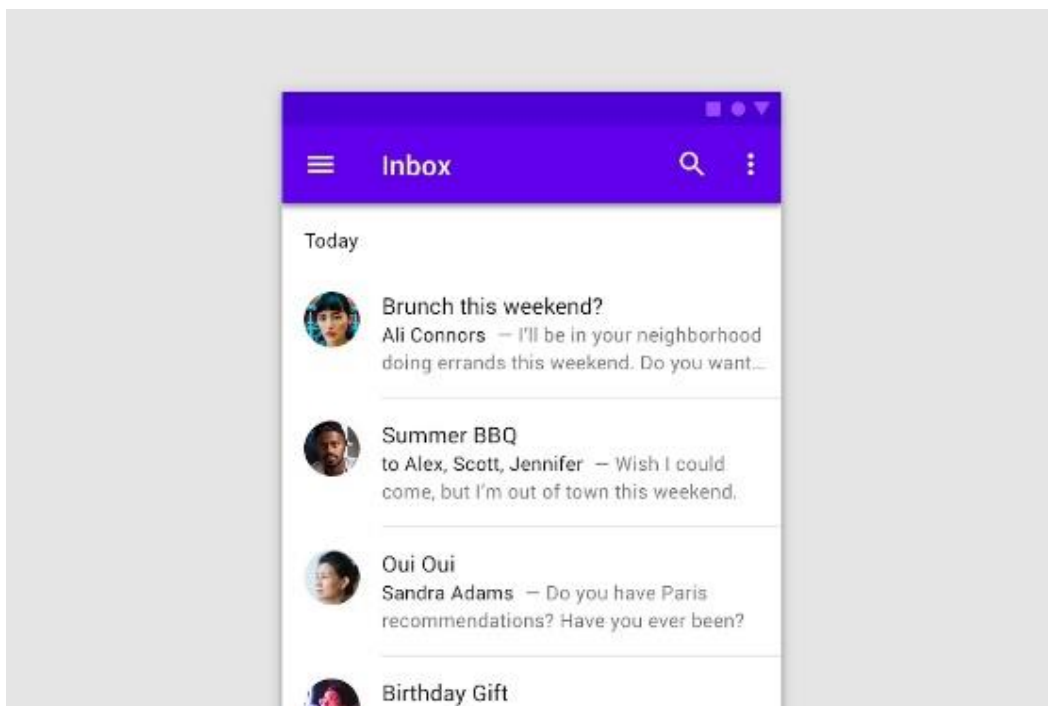 Inbox
Today
Brunch this weekend?
Ali Connors — I'll be in your neighborhood
doing errands this weekend. Do you want...
Summer BBQ
to Alex, Scott, Jennifer — Wish I could
come, but I'm out of town this weekend.
Oui Oui
Sandra Adams — Do you have Paris
recommendations? Have you ever been?
Birthday Gift